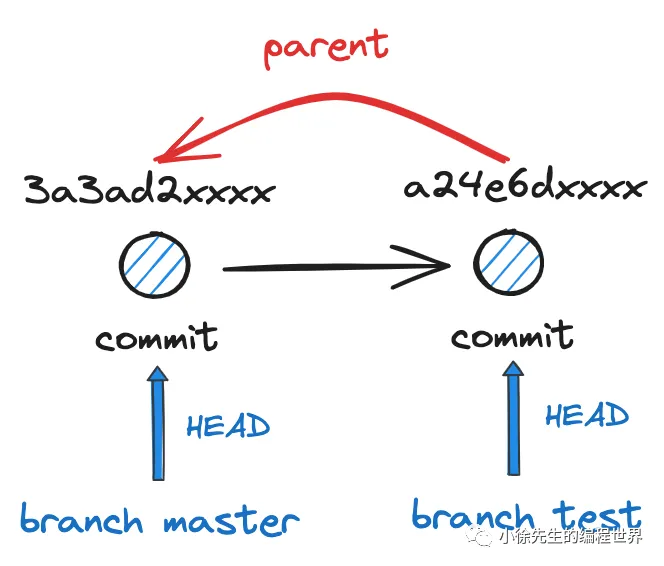 parent
3a3ad2xxxx
a24e6dxxxx
commit
commit
HEAD
HEAD
branch master
branch test
小徐先生的编程世界